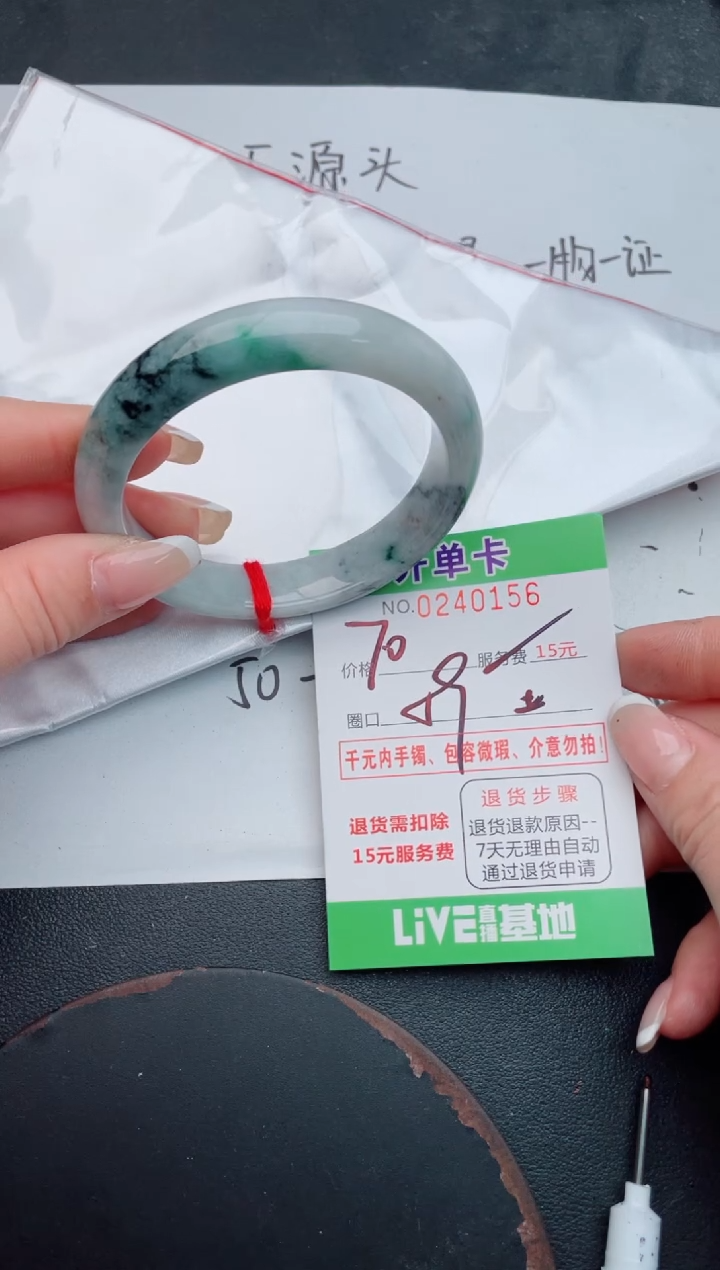 源头
一物一证
JO-
开单卡
NO.0240156
价格 70 服务费 15元
圈口
千元内手镯、包容微瑕、介意勿拍!
退货需扣除
15元服务费
退货步骤
退货退款原因--
7天无理由自动
通过退货申请
LiVE直播基地